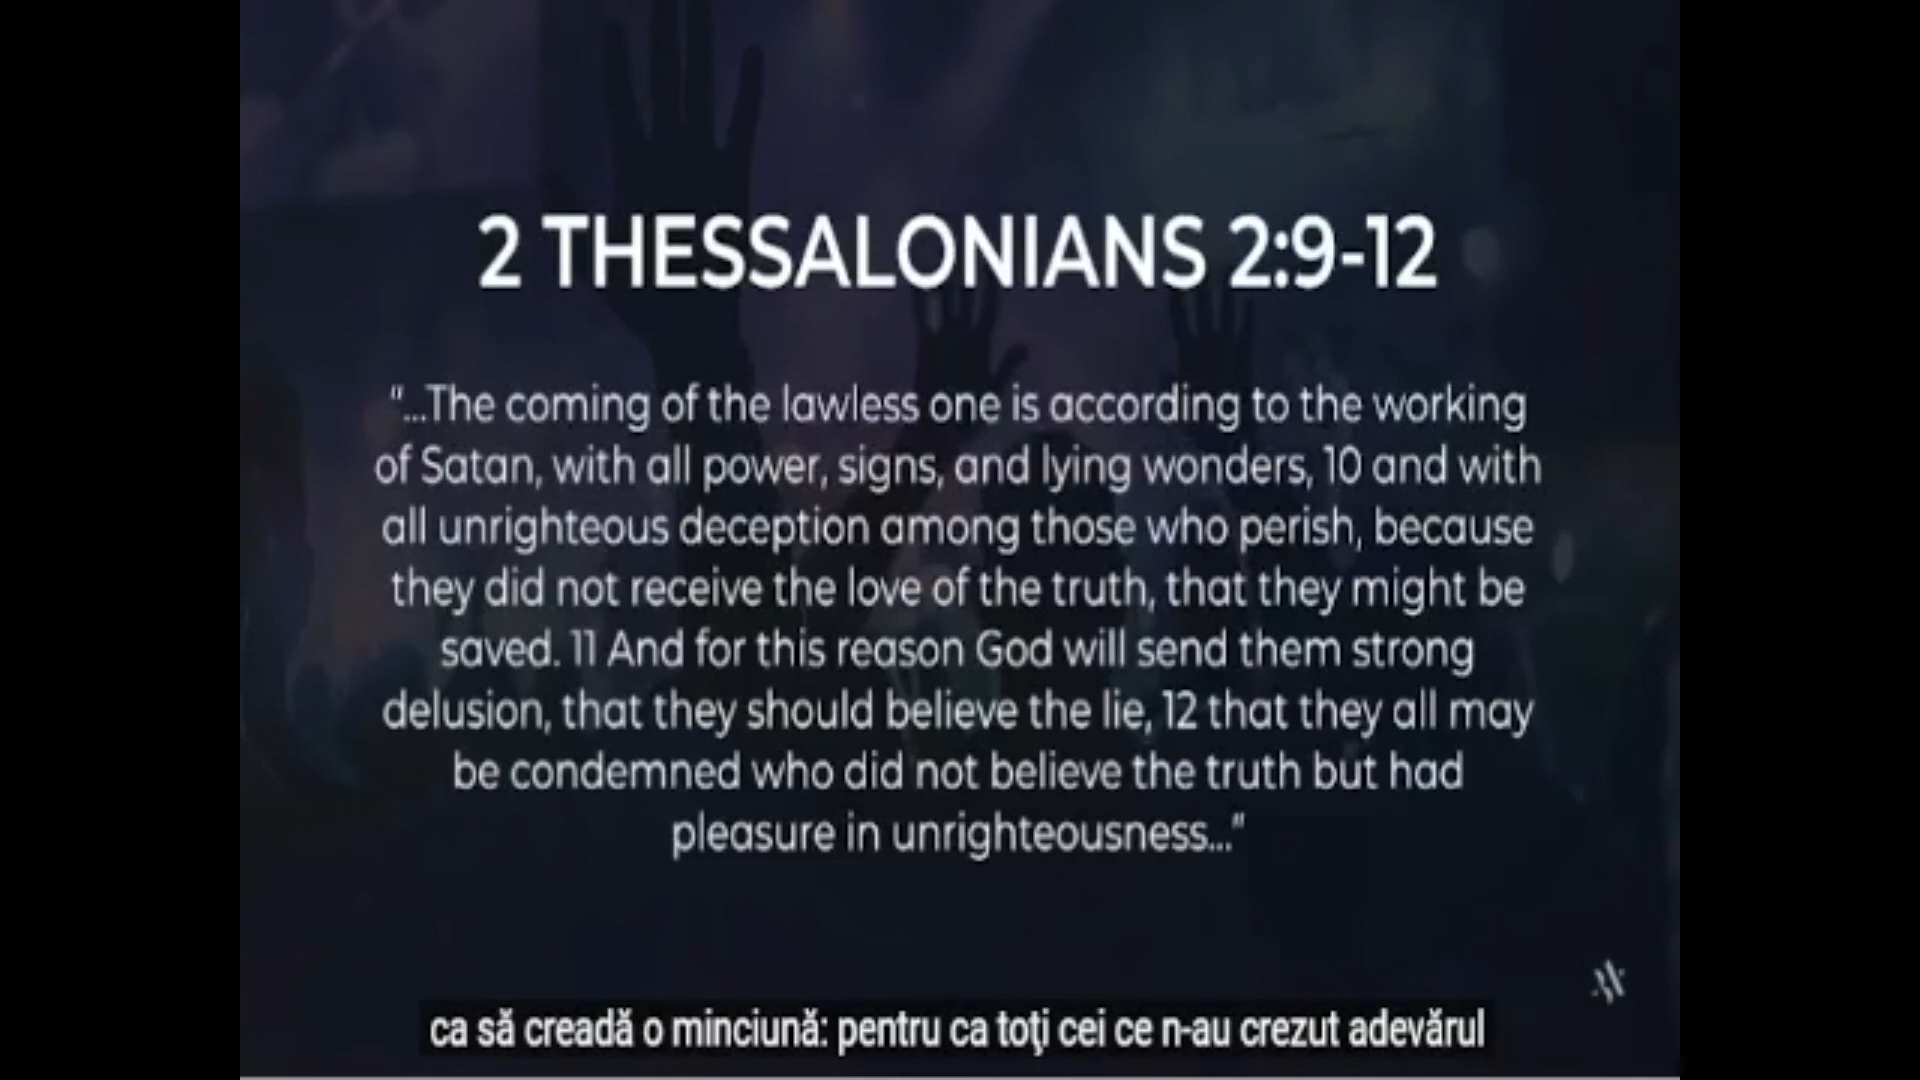 2 THESSALONIANS 2:9-12
"...The coming of the lawless one is according to the working
of Satan, with all power, signs, and lying wonders, 10 and with
all unrighteous deception among those who perish, because
they did not receive the love of the truth, that they might be
saved. 11 And for this reason God will send them strong
delusion, that they should believe the lie, 12 that they all may
be condemned who did not believe the truth but had
pleasure in unrighteousness..."
ca să creadă o minciună: pentru ca toţi cei ce n-au crezut adevărul